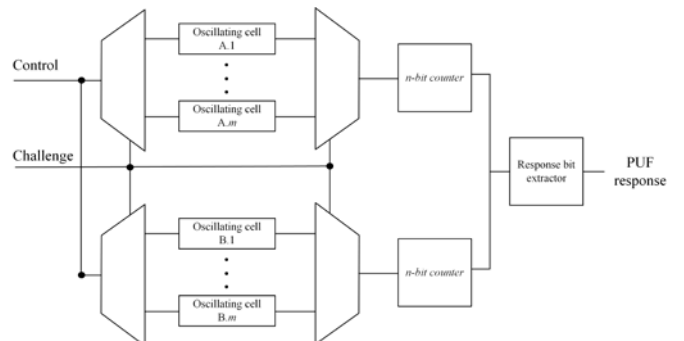 Control
Challenge
Oscillating cell
A.1
Oscillating cell
A.m
n-bit counter
Oscillating cell
B.1
Oscillating cell
B.m
n-bit counter
Response bit
extractor
PUF
response